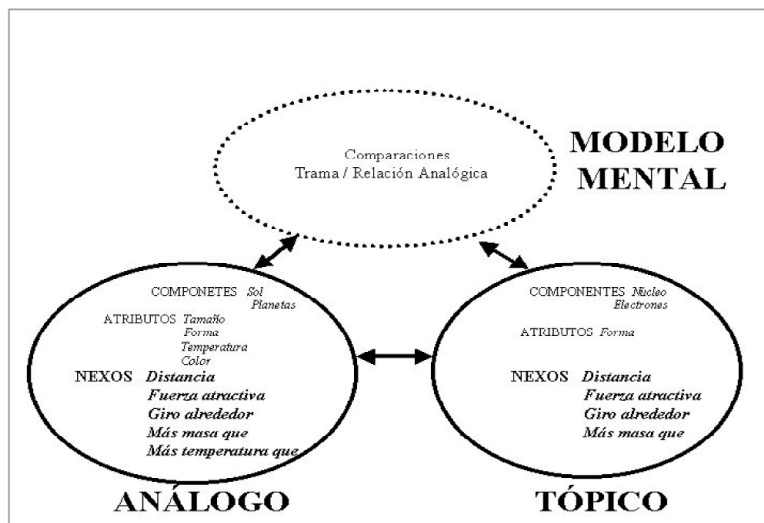 MODELO
MENTAL
Comparaciones
Trama / Relación Analógica
COMPONETES Sol
Planetas
ATRIBUTOS Tamaño
Forma
Temperatura
Color
NEXOS Distancia
Fuerza atractiva
Giro alrededor
Más masa que
Más temperatura que
ANÁLOGO
COMPONENTES Núcleo
Electrones
ATRIBUTOS Forma
NEXOS Distancia
Fuerza atractiva
Giro alrededor
Más masa que
TÓPICO